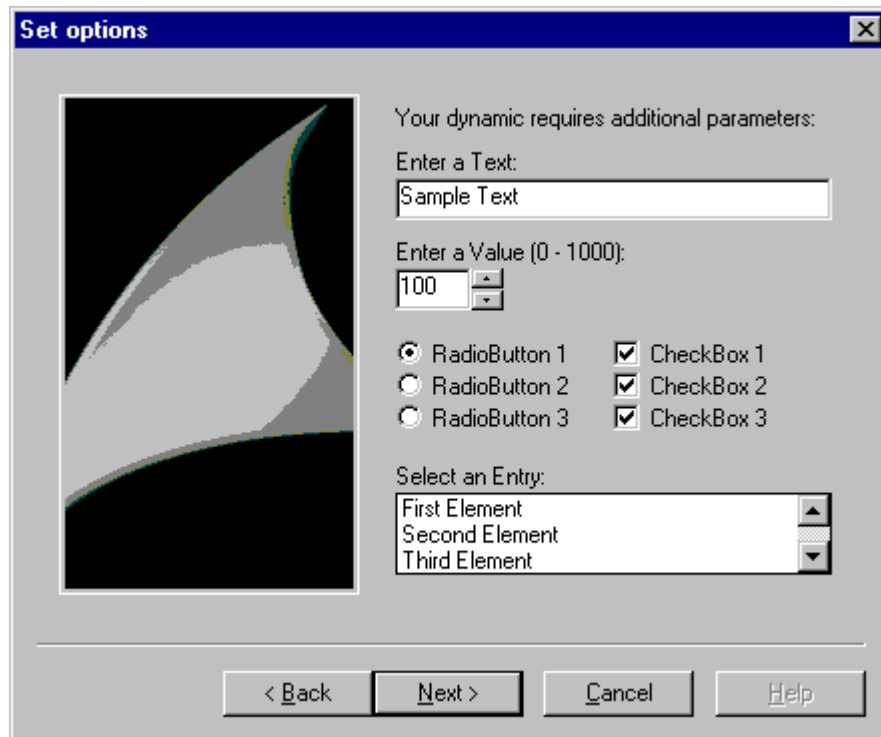 Set options
Your dynamic requires additional parameters:
Enter a Text:
Sample Text
Enter a Value (0 - 1000):
100
RadioButton 1 CheckBox 1
RadioButton 2 CheckBox 2
RadioButton 3 CheckBox 3
Select an Entry:
First Element
Second Element
Third Element
< Back Next > Cancel Help